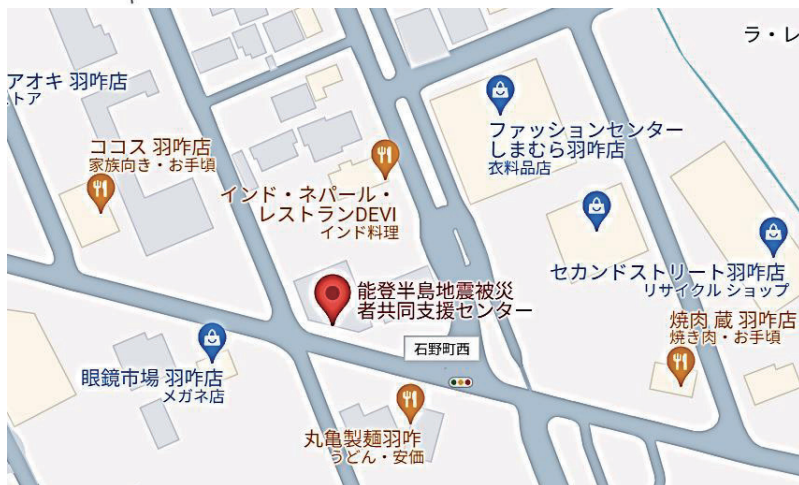 ラ・レ
アオキ 羽咋店
ストア
ファッションセンター
しまむら羽咋店
衣料品店
ココス 羽咋店
家族向き・お手頃
インド・ネパール・
レストランDEVI
インド料理
セカンドストリート羽咋店
リサイクル ショップ
能登半島地震被災
者共同支援センター
焼肉 蔵 羽咋店
焼き肉・お手頃
石野町西
眼鏡市場 羽咋店
メガネ店
丸亀製麺羽咋
うどん・安価